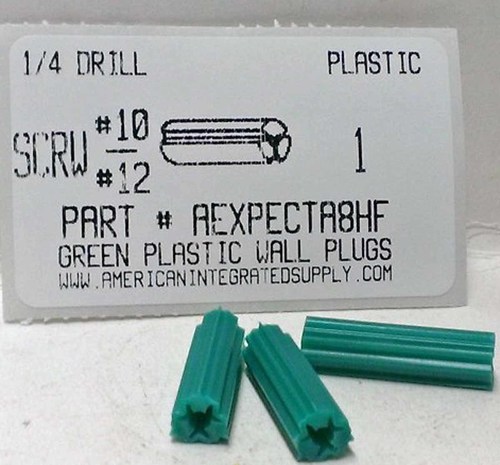 1/4 DRILL PLASTIC
SCRW #10 1
#12
PART # AEXPECTA8HF
GREEN PLASTIC WALL PLUGS
WWW.AMERICANINTEGRATEDSUPPLY.COM